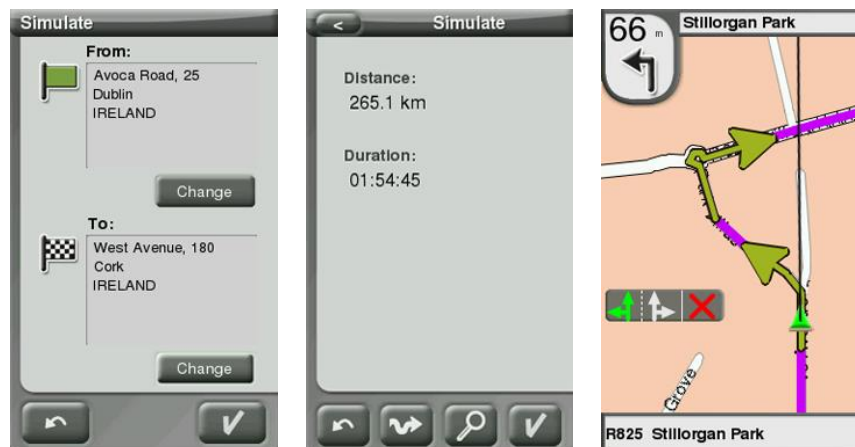 Simulate
From:
Avoca Road, 25
Dublin
IRELAND
Change
To:
West Avenue, 180
Cork
IRELAND
Change
<
Simulate
Distance:
265.1 km
Duration:
01:54:45
66 m
Stillorgan Park
Grove
R825 Stillorgan Park